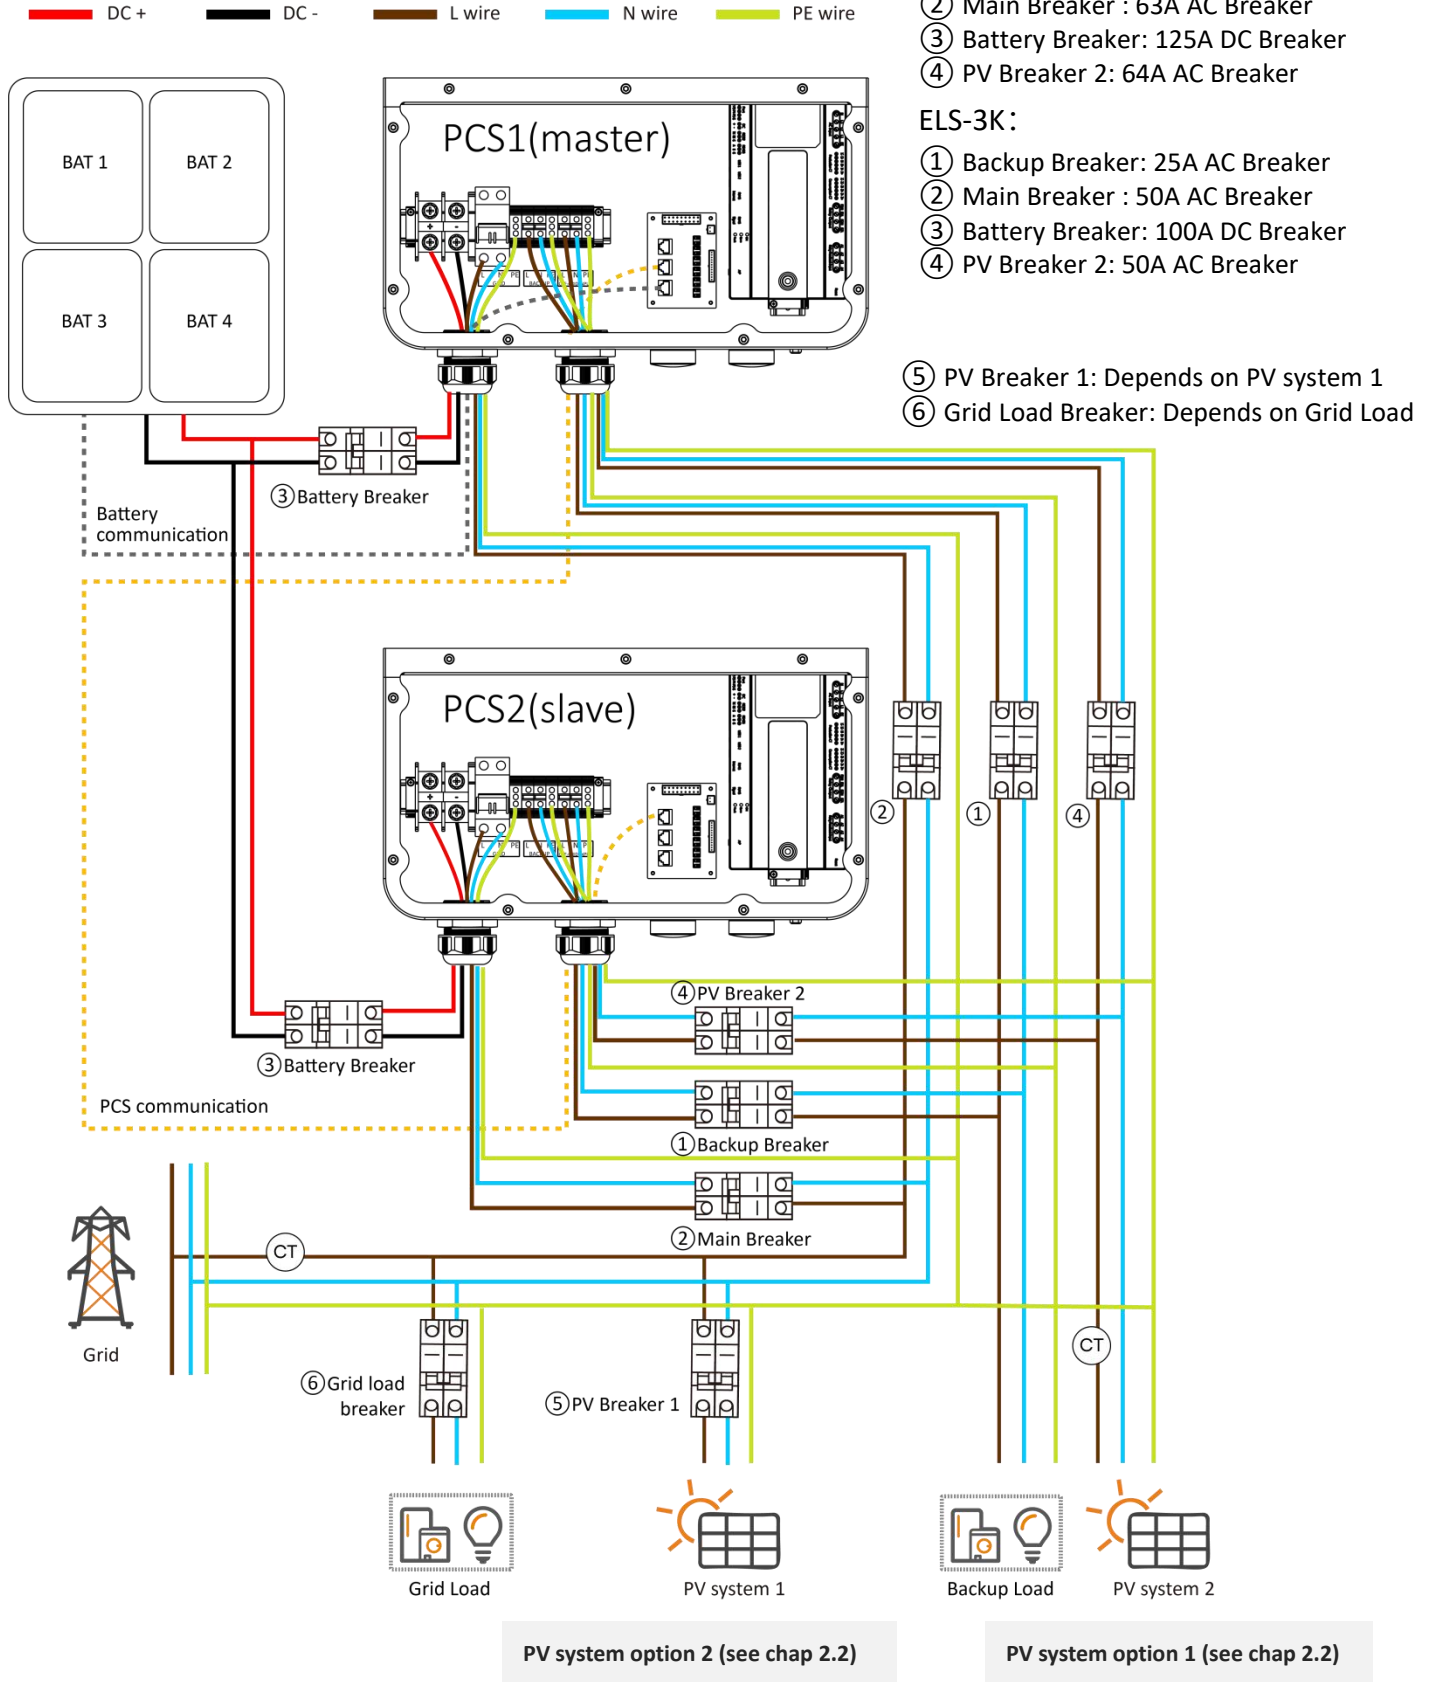 DC +
DC -
L wire
N wire
PE wire
② Main Breaker : 63A AC Breaker
③ Battery Breaker: 125A DC Breaker
④ PV Breaker 2: 64A AC Breaker
ELS-3K：
① Backup Breaker: 25A AC Breaker
② Main Breaker : 50A AC Breaker
③ Battery Breaker: 100A DC Breaker
④ PV Breaker 2: 50A AC Breaker
⑤ PV Breaker 1: Depends on PV system 1
⑥ Grid Load Breaker: Depends on Grid Load
BAT 1
BAT 2
BAT 3
BAT 4
PCS1(master)
+ -
③Battery Breaker
Battery
communication
PCS2(slave)
+ -
②
①
④
④PV Breaker 2
③Battery Breaker
PCS communication
①Backup Breaker
②Main Breaker
CT
Grid
CT
⑥Grid load
breaker
⑤PV Breaker 1
Grid Load
PV system 1
Backup Load
PV system 2
PV system option 2 (see chap 2.2)
PV system option 1 (see chap 2.2)